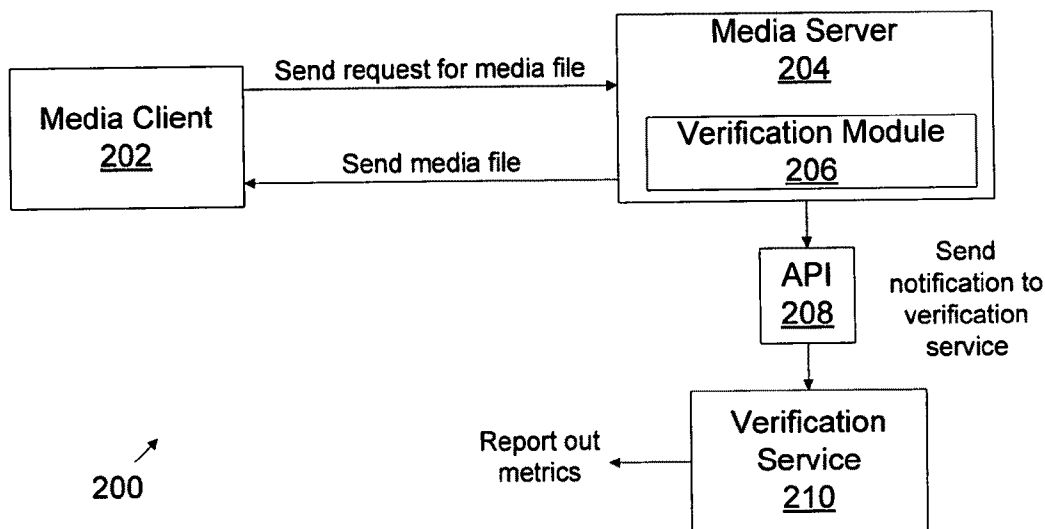 Media Client
202
Send request for media file
Send media file
Media Server
204
Verification Module
206
API
208
Send
notification to
verification
service
Verification
Service
210
Report out
metrics
200